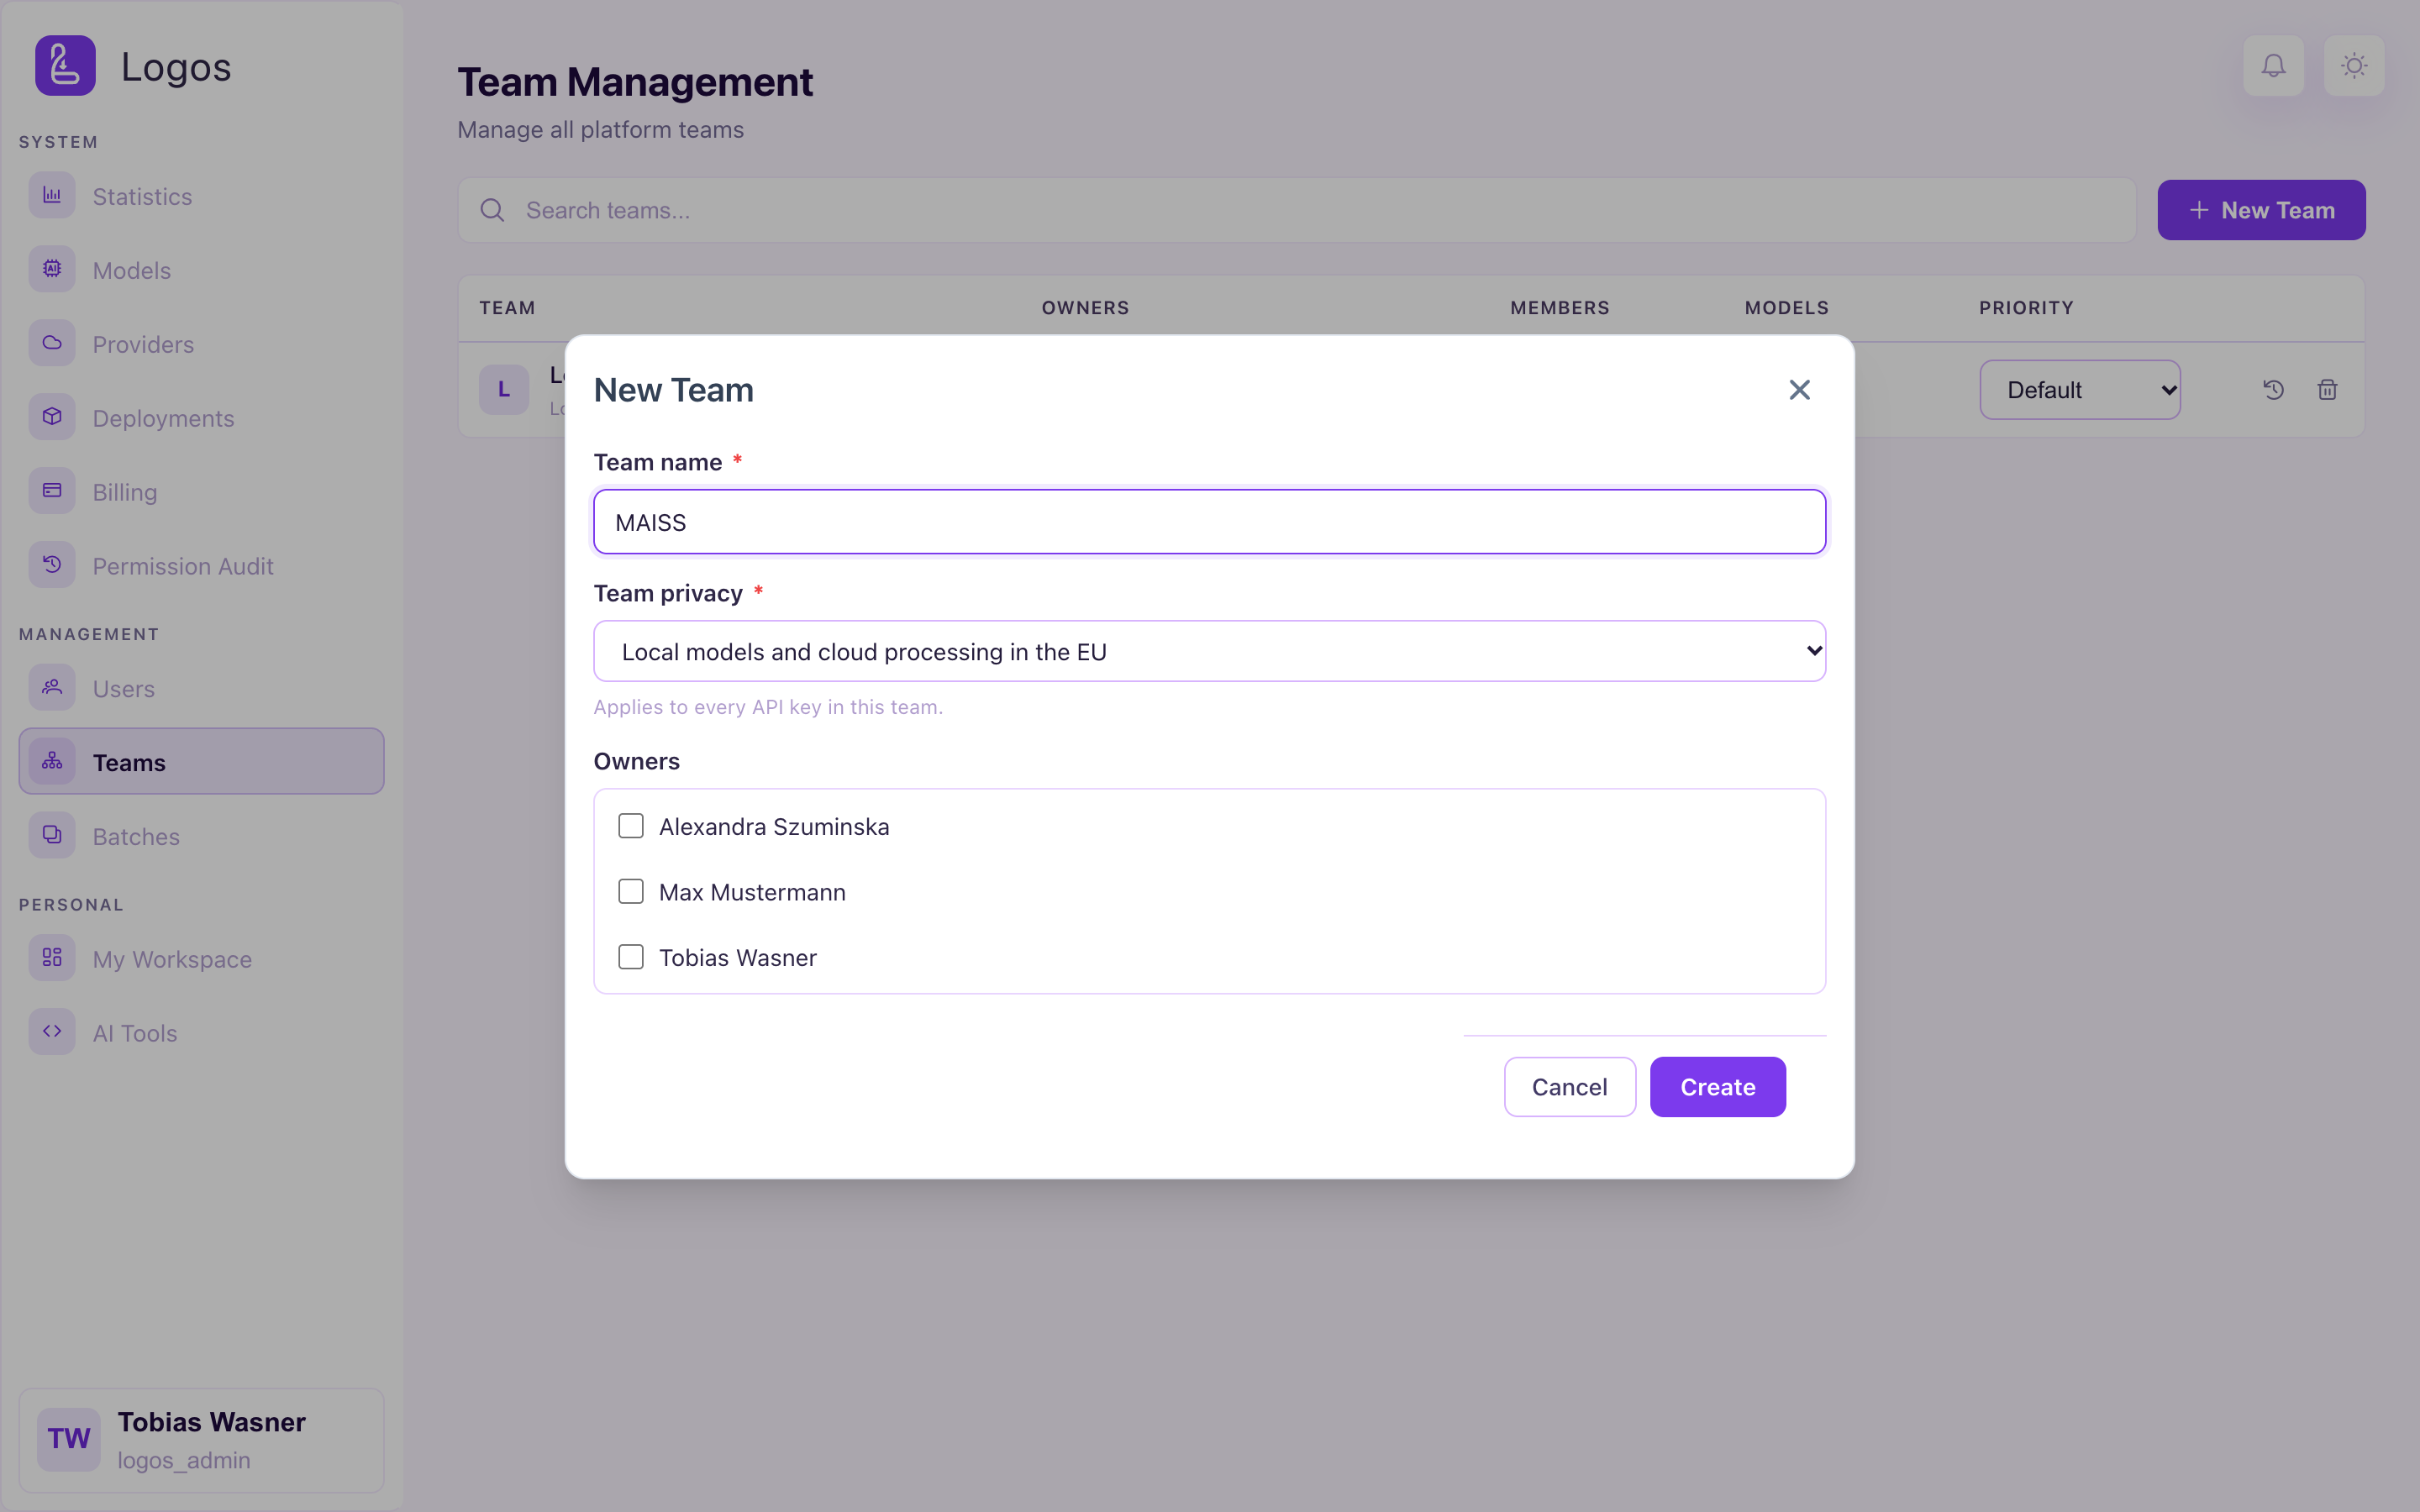 Logos
SYSTEM
Statistics
Models
Providers
Deployments
Billing
Permission Audit
MANAGEMENT
Users
Teams
Batches
PERSONAL
My Workspace
AI Tools
TW
Tobias Wasner
logos_admin
Team Management
Manage all platform teams
Search teams...
+ New Team
TEAM OWNERS MEMBERS MODELS PRIORITY
L
Default
New Team
Team name *
MAISS
Team privacy *
Local models and cloud processing in the EU
Applies to every API key in this team.
Owners
Alexandra Szuminska
Max Mustermann
Tobias Wasner
Cancel
Create